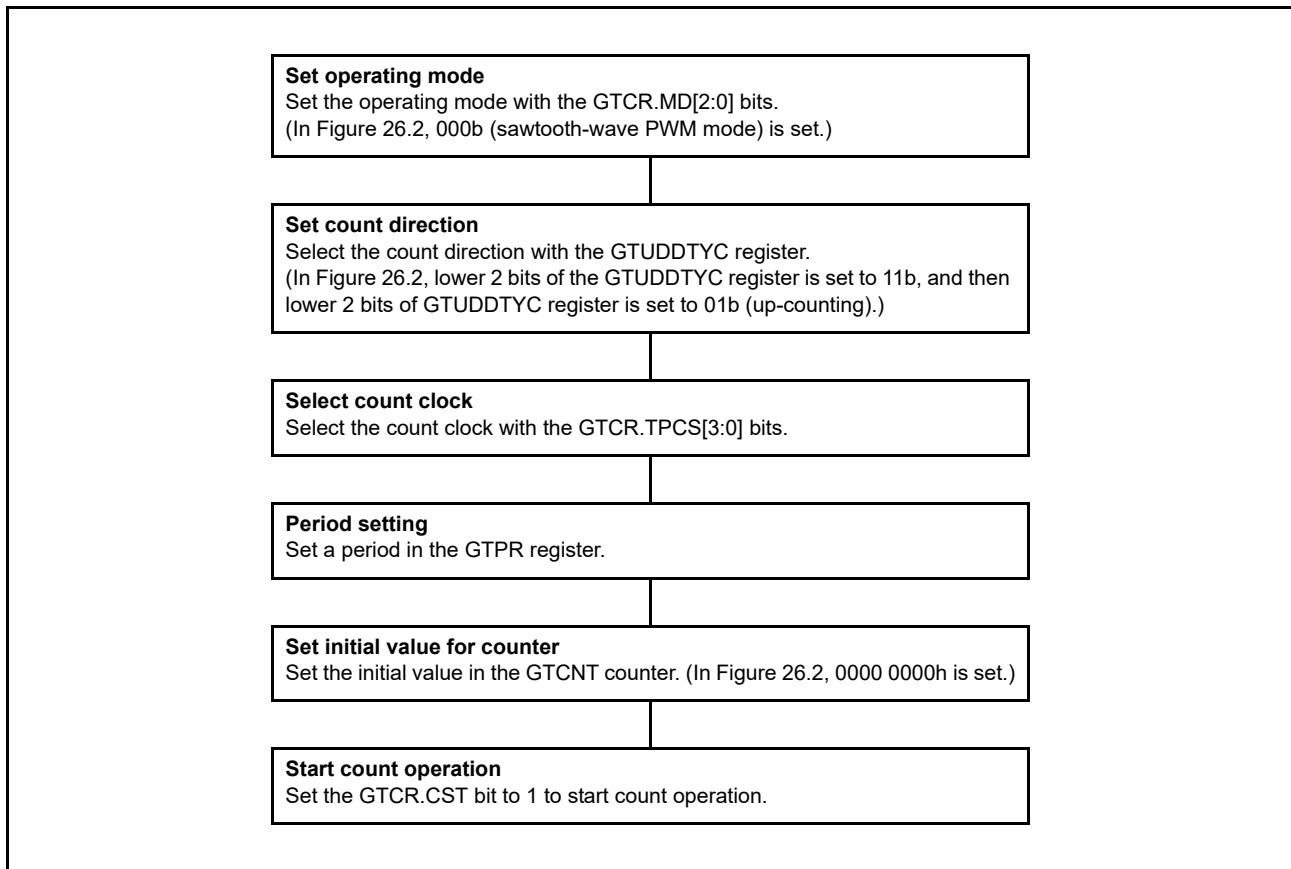 Set operating mode
Set the operating mode with the GTCR.MD[2:0] bits.
(In Figure 26.2, 000b (sawtooth-wave PWM mode) is set.)
Set count direction
Select the count direction with the GTUDDTYC register.
(In Figure 26.2, lower 2 bits of the GTUDDTYC register is set to 11b, and then
lower 2 bits of GTUDDTYC register is set to 01b (up-counting).)
Select count clock
Select the count clock with the GTCR.TPCS[3:0] bits.
Period setting
Set a period in the GTPR register.
Set initial value for counter
Set the initial value in the GTCNT counter. (In Figure 26.2, 0000 0000h is set.)
Start count operation
Set the GTCR.CST bit to 1 to start count operation.